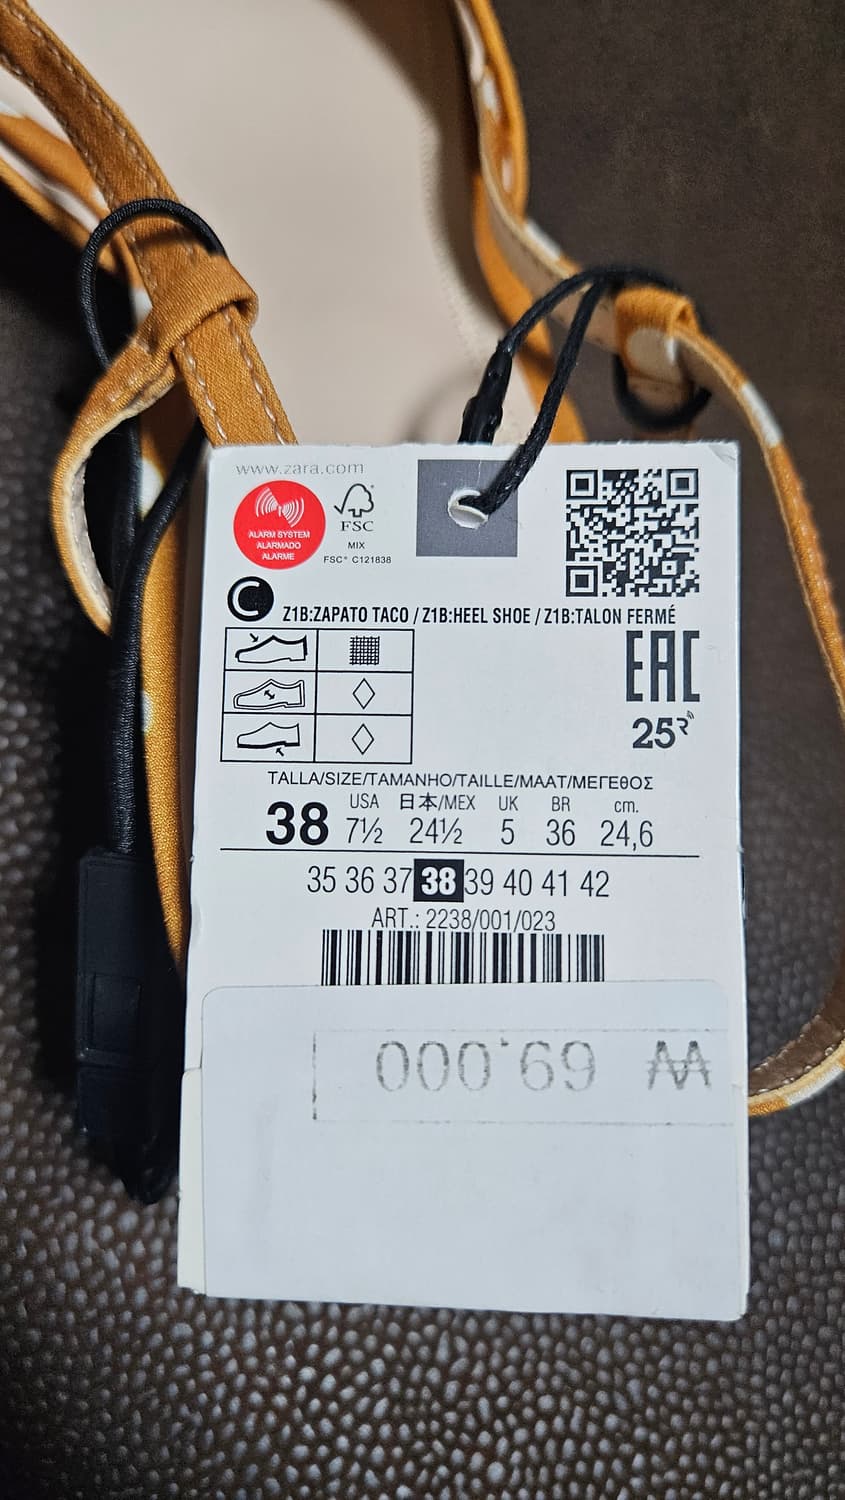 www.zara.com
ALARM SYSTEM
ALARMADO
ALARME
FSC®
MIX
FSC® C121838
C
Z1B:ZAPATO TACO / Z1B:HEEL SHOE / Z1B:TALON FERMÉ
EAC
25R
TALLA/SIZE/TAMANHO/TAILLE/MAAT/ΜΕΓΕΘΟΣ
USA 日本/MEX UK BR cm.
38 7½ 24½ 5 36 24,6
35 36 37 38 39 40 41 42
ART.: 2238/001/023
₩ 69,000